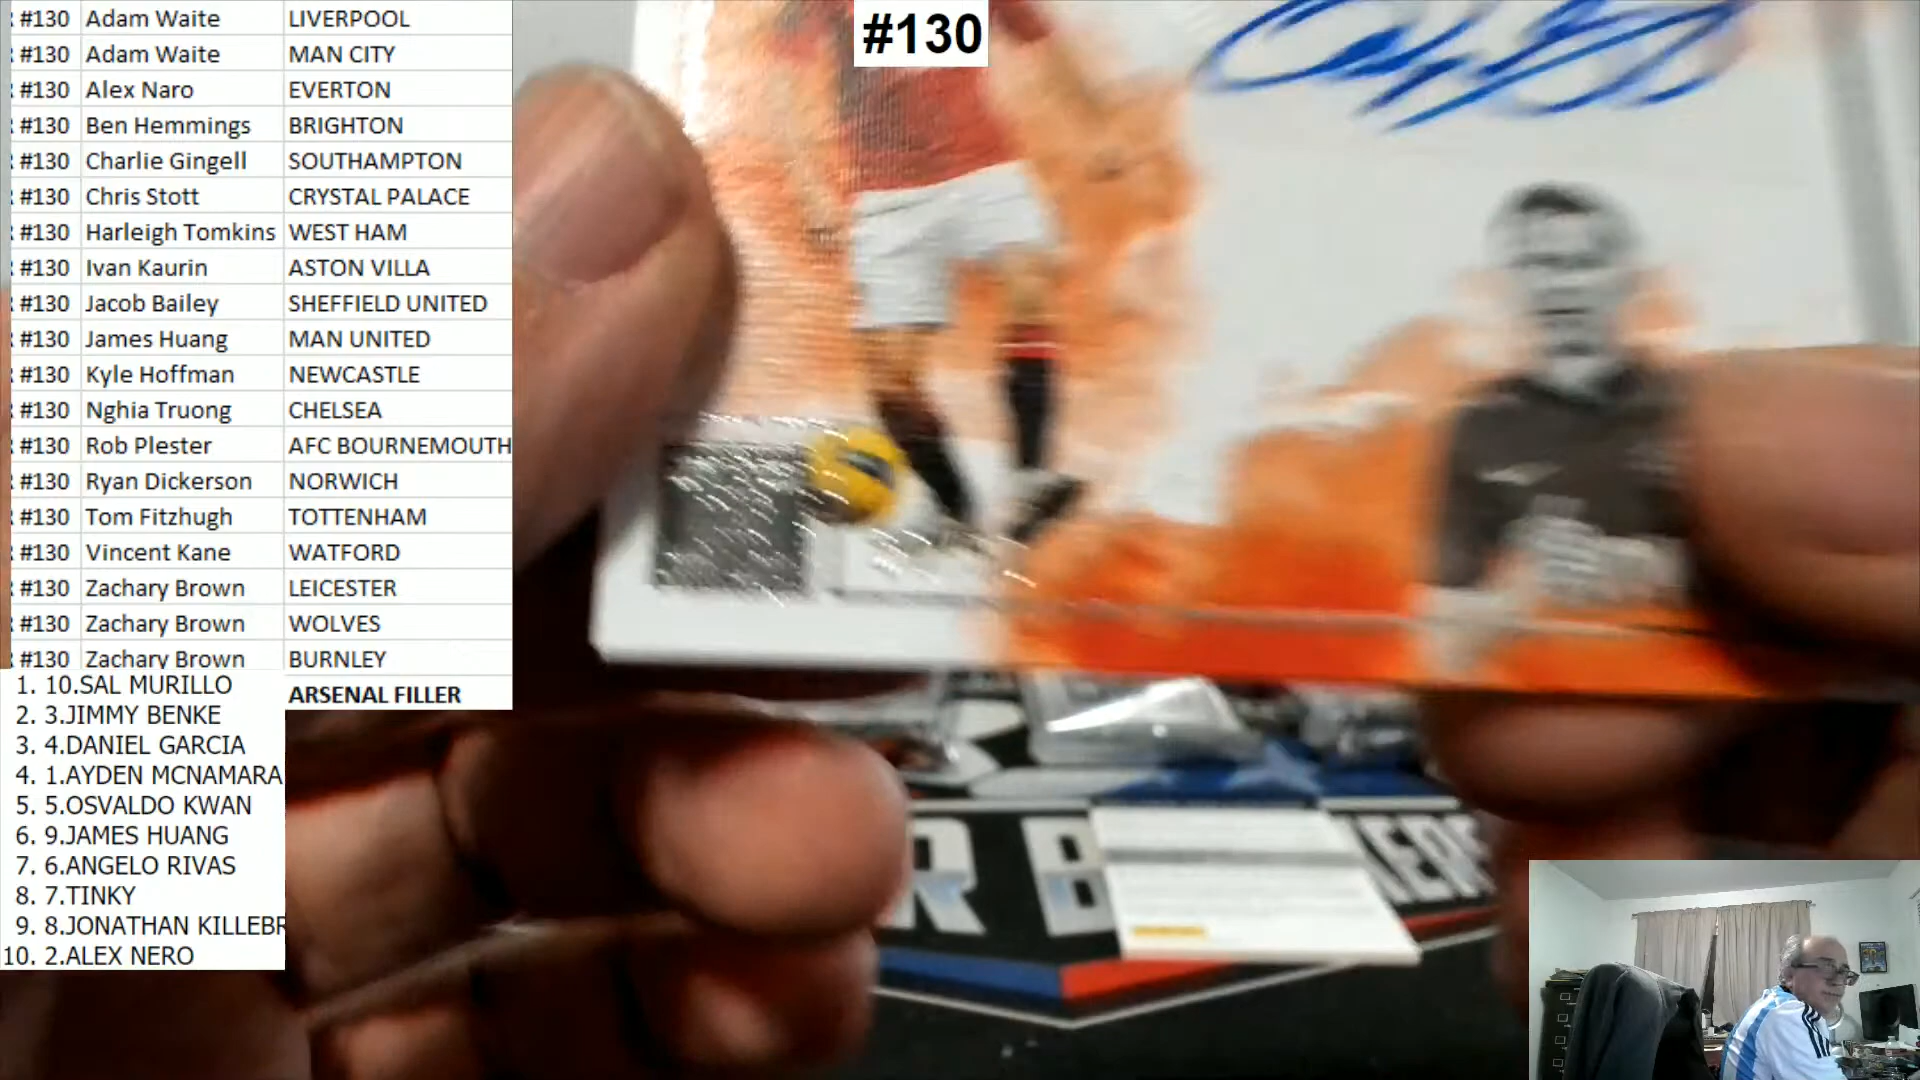 #130
#130 Adam Waite LIVERPOOL
#130 Adam Waite MAN CITY
#130 Alex Naro EVERTON
#130 Ben Hemmings BRIGHTON
#130 Charlie Gingell SOUTHAMPTON
#130 Chris Stott CRYSTAL PALACE
#130 Harleigh Tomkins WEST HAM
#130 Ivan Kaurin ASTON VILLA
#130 Jacob Bailey SHEFFIELD UNITED
#130 James Huang MAN UNITED
#130 Kyle Hoffman NEWCASTLE
#130 Nghia Truong CHELSEA
#130 Rob Plester AFC BOURNEMOUTH
#130 Ryan Dickerson NORWICH
#130 Tom Fitzhugh TOTTENHAM
#130 Vincent Kane WATFORD
#130 Zachary Brown LEICESTER
#130 Zachary Brown WOLVES
#130 Zachary Brown BURNLEY
ARSENAL FILLER
1. 10.SAL MURILLO
2. 3.JIMMY BENKE
3. 4.DANIEL GARCIA
4. 1.AYDEN MCNAMARA
5. 5.OSVALDO KWAN
6. 9.JAMES HUANG
7. 6.ANGELO RIVAS
8. 7.TINKY
9. 8.JONATHAN KILLEBR
10. 2.ALEX NERO